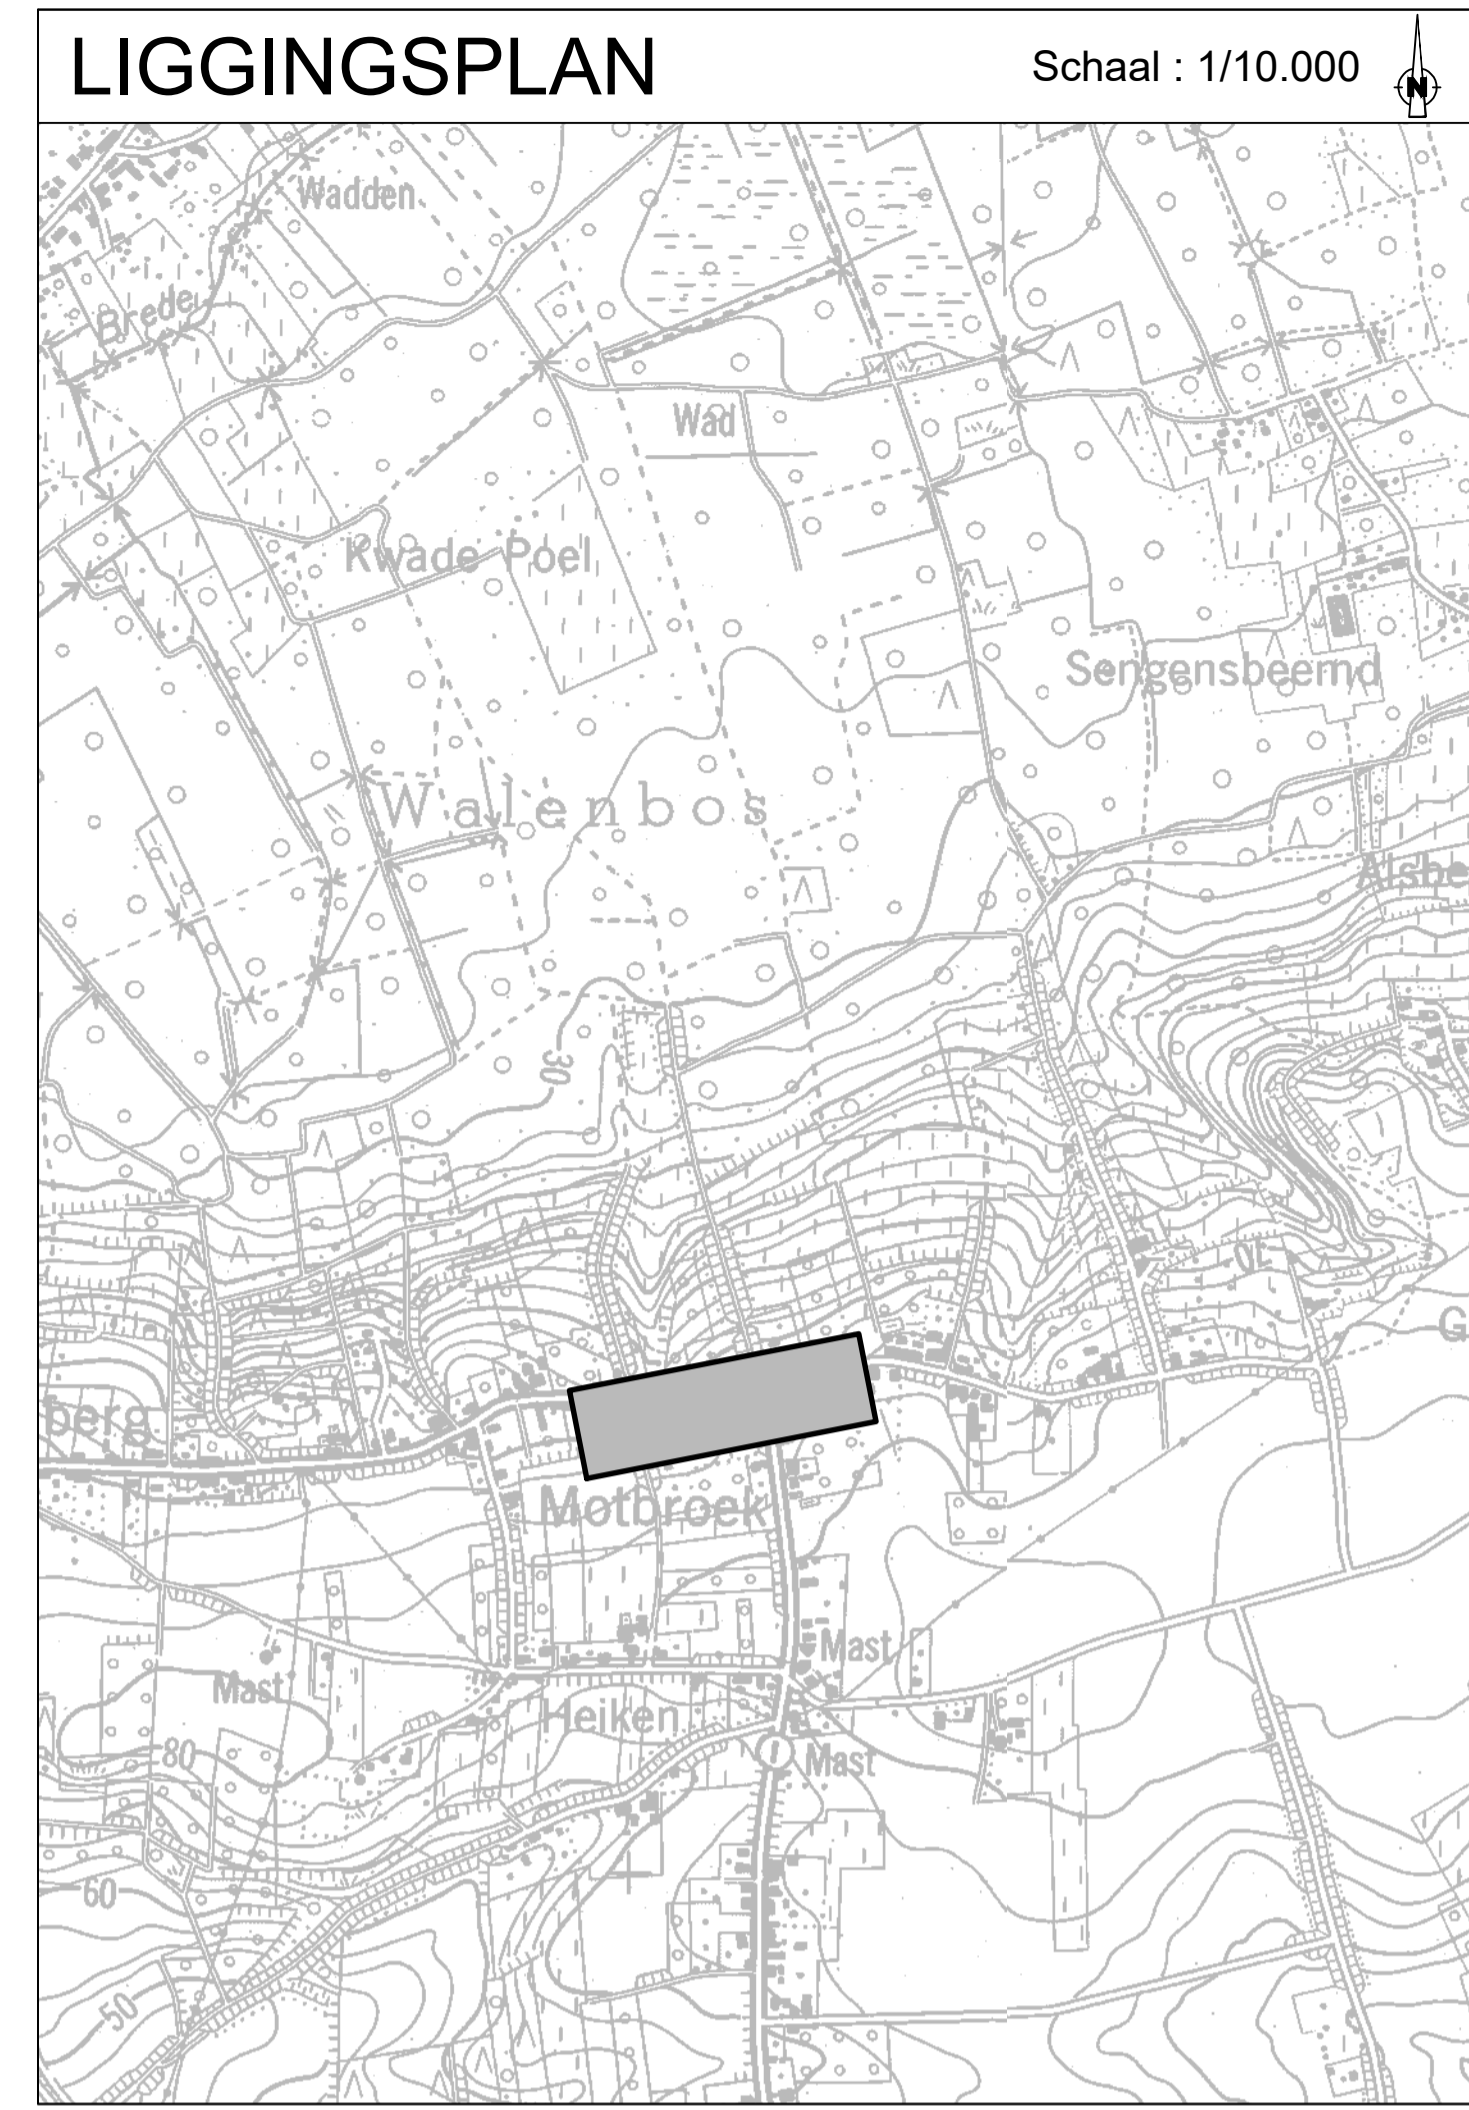 LIGGINGSPLAN
Schaal : 1/10.000
N
Wadden
Brede
Wad
Kwade Poel
Sengensbeernd
Walenbos
Alsbe
30
70
G
berg
Motbroek
Mast
Mast
Heiken
Mast
80
60
50